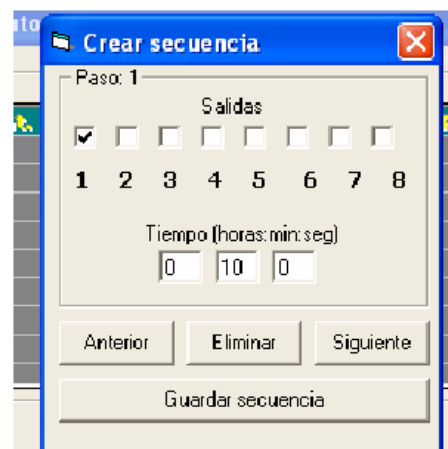 uto
Crear secuencia
Paso: 1
Salidas
1 2 3 4 5 6 7 8
Tiempo (horas:min:seg)
0 10 0
Anterior Eliminar Siguiente
Guardar secuencia